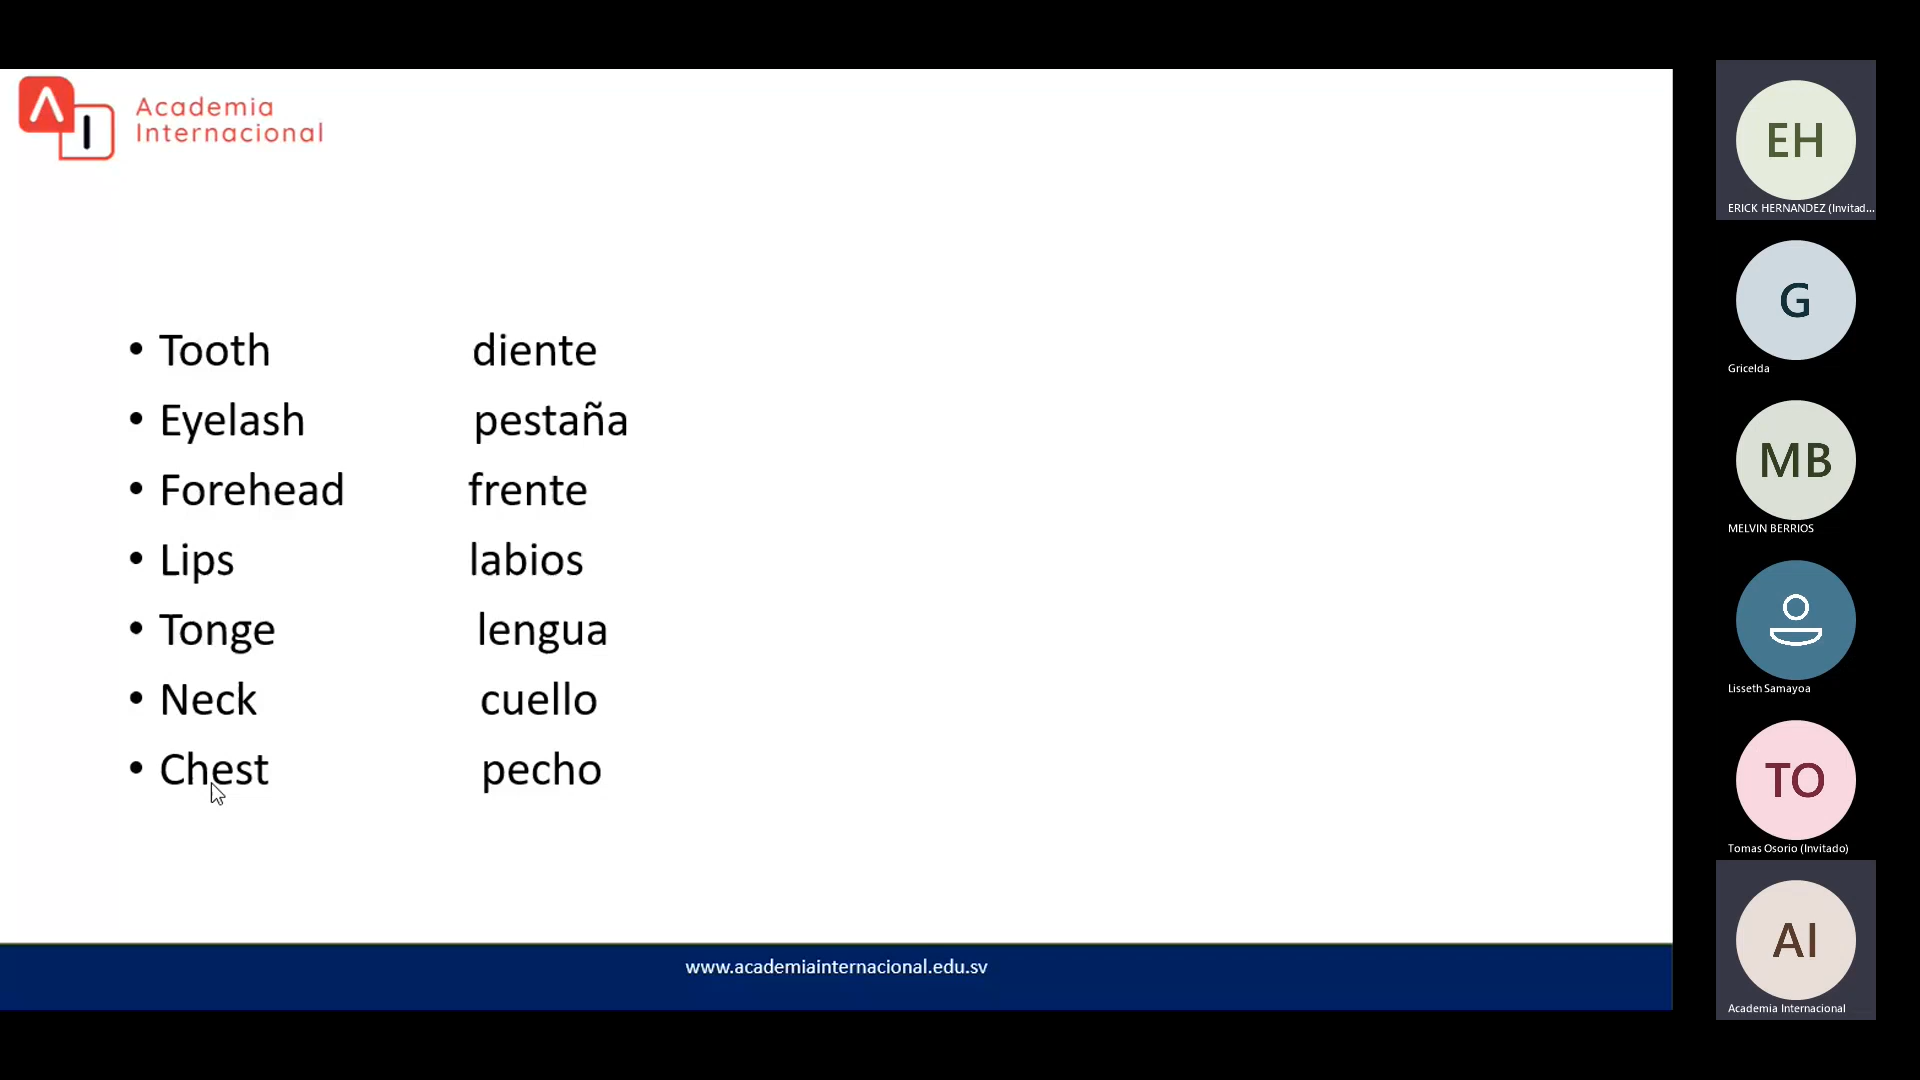 AI Academia
Internacional
• Tooth diente
• Eyelash pestaña
• Forehead frente
• Lips labios
• Tonge lengua
• Neck cuello
• Chest pecho
www.academiainternacional.edu.sv
EH
ERICK HERNANDEZ (Invitad...
G
Gricelda
MB
MELVIN BERRIOS
Lisseth Samayoa
TO
Tomas Osorio (Invitado)
AI
Academia Internacional